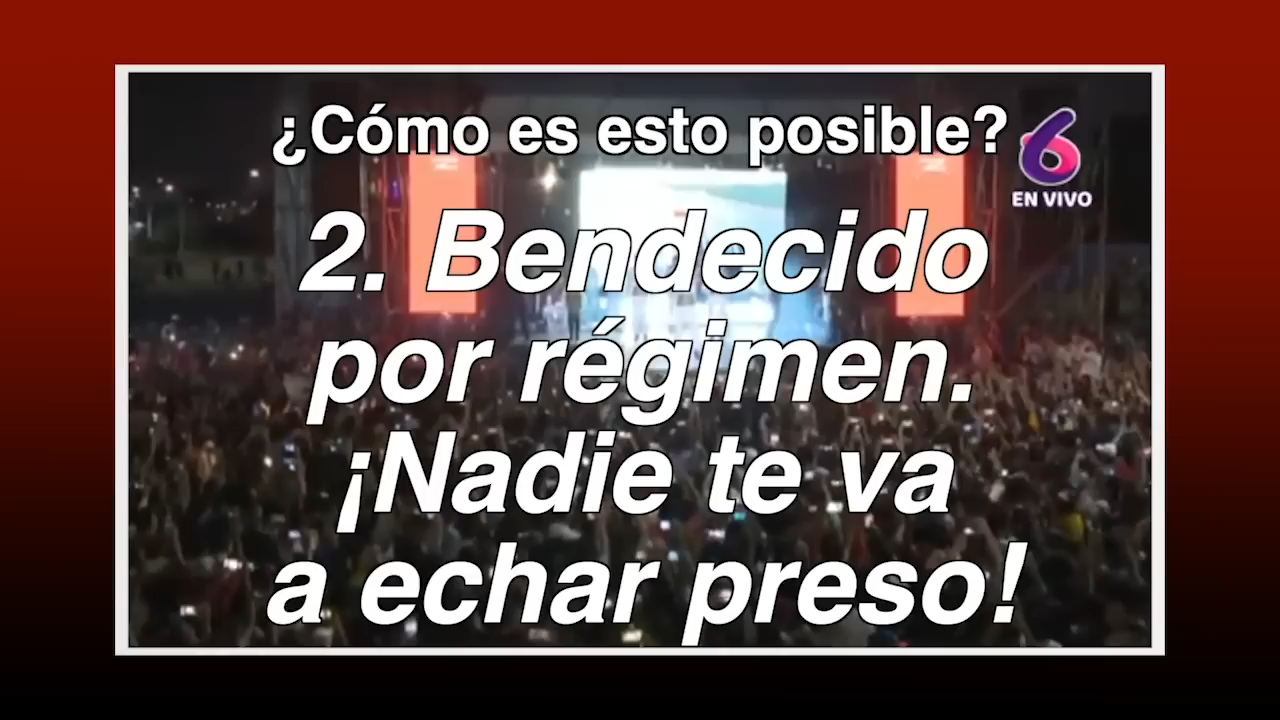 ¿Cómo es esto posible?
6
EN VIVO
2. Bendecido
por régimen.
¡Nadie te va
a echar preso!